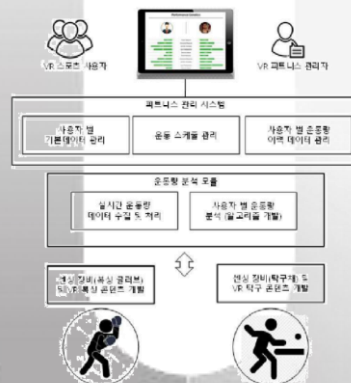 VR 스포츠 사용자
VR 피트니스 관리자
피트니스 관리 시스템
사용자 별
기본데이터 관리
운동 스케줄 관리
사용자 별 운동량
이력 데이터 관리
운동량 분석 모듈
실시간 운동량
데이터 수집 및 처리
사용자 별 운동량
분석 (알고리즘 개발)
센싱 장비(복싱 글러브)
및 VR 복싱 콘텐츠 개발
센싱 장비(탁구채) 및
VR 탁구 콘텐츠 개발